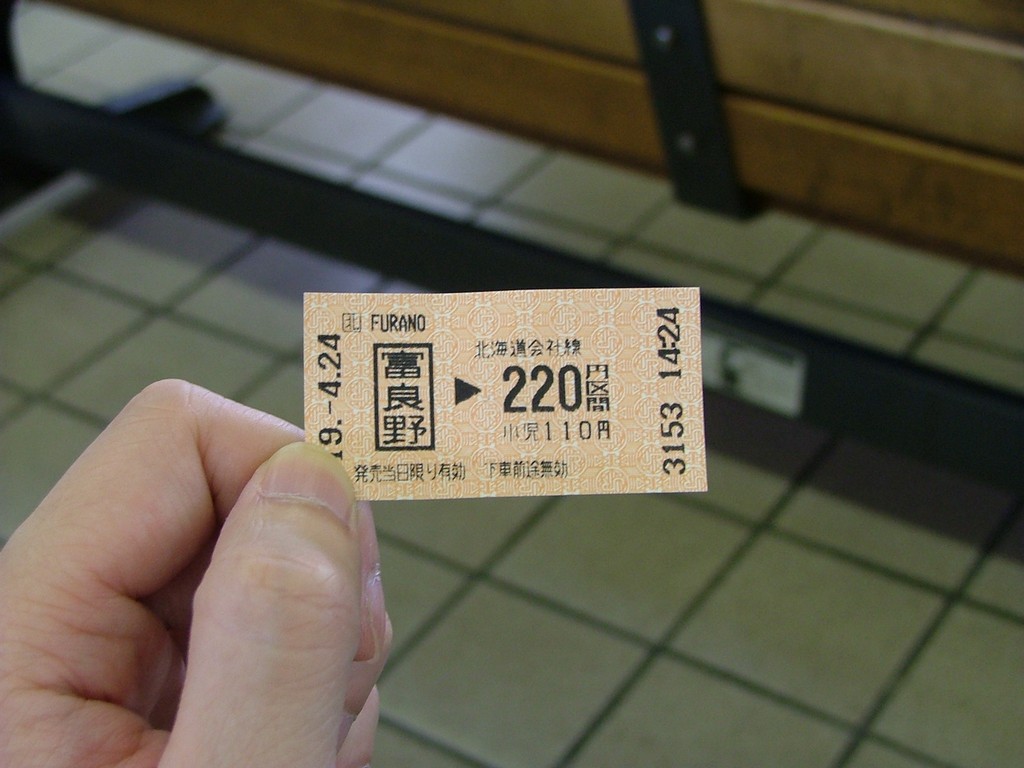 北 FURANO
19.-4.24
富良野
▶
北海道会社線
220円区間
小児110円
発売当日限り有効 下車前途無効
3153 14:24